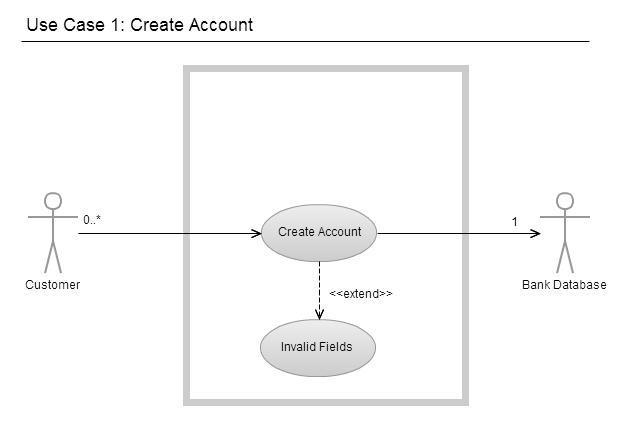 Use Case 1: Create Account
0..*
1
Create Account
Customer
Bank Database
<<extend>>
Invalid Fields